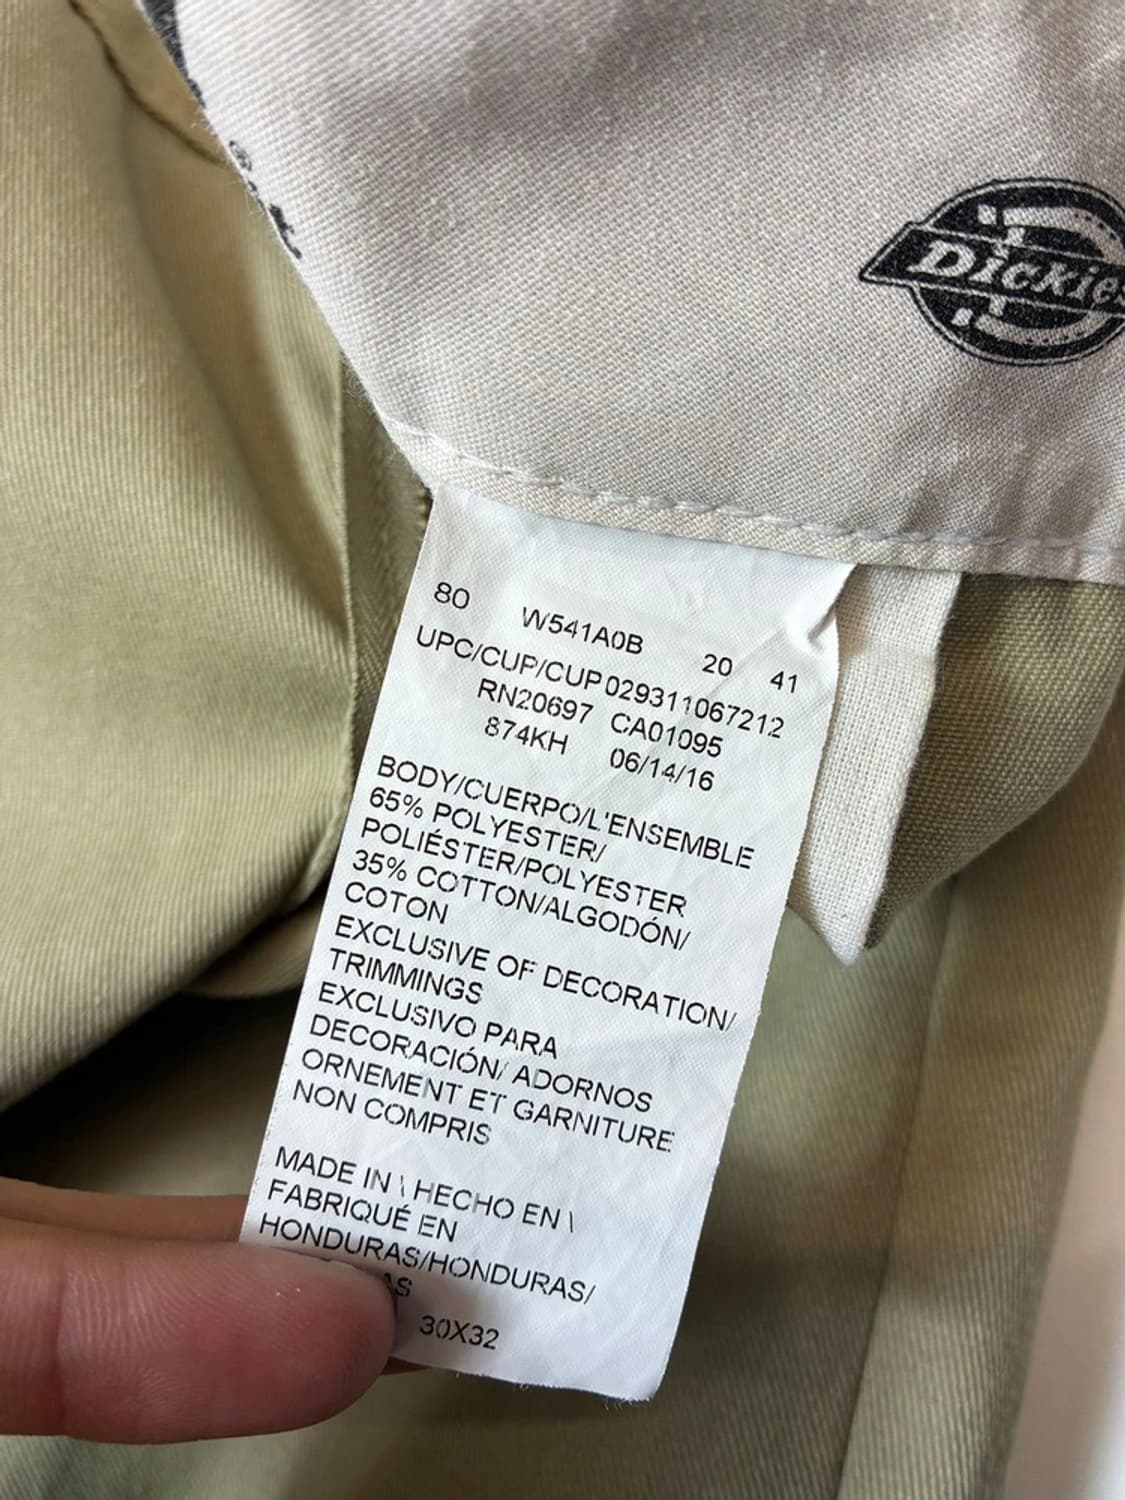 Dickies
80 W541A0B 20 41
UPC/CUP/CUP 029311067212
RN20697 CA01095
874KH 06/14/16
BODY/CUERPO/L'ENSEMBLE
65% POLYESTER/
POLIÉSTER/POLYESTER
35% COTTON/ALGODÓN/
COTON
EXCLUSIVE OF DECORATION/
TRIMMINGS
EXCLUSIVO PARA
DECORACIÓN/ ADORNOS
ORNEMENT ET GARNITURE
NON COMPRIS
MADE IN \ HECHO EN \
FABRIQUÉ EN
HONDURAS/HONDURAS/
30X32